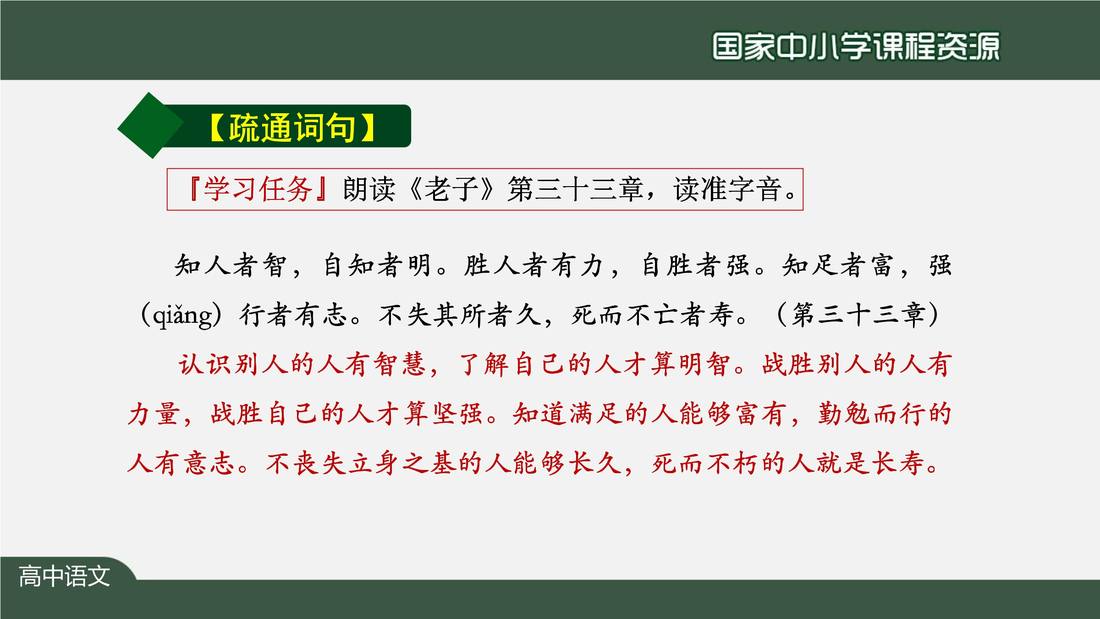 国家中小学课程资源
【疏通词句】
『学习任务』朗读《老子》第三十三章，读准字音。
知人者智，自知者明。胜人者有力，自胜者强。知足者富，强
（qiǎng）行者有志。不失其所者久，死而不亡者寿。（第三十三章）
认识别人的人有智慧，了解自己的人才算明智。战胜别人的人有
力量，战胜自己的人才算坚强。知道满足的人能够富有，勤勉而行的
人有意志。不丧失立身之基的人能够长久，死而不朽的人就是长寿。
高中语文